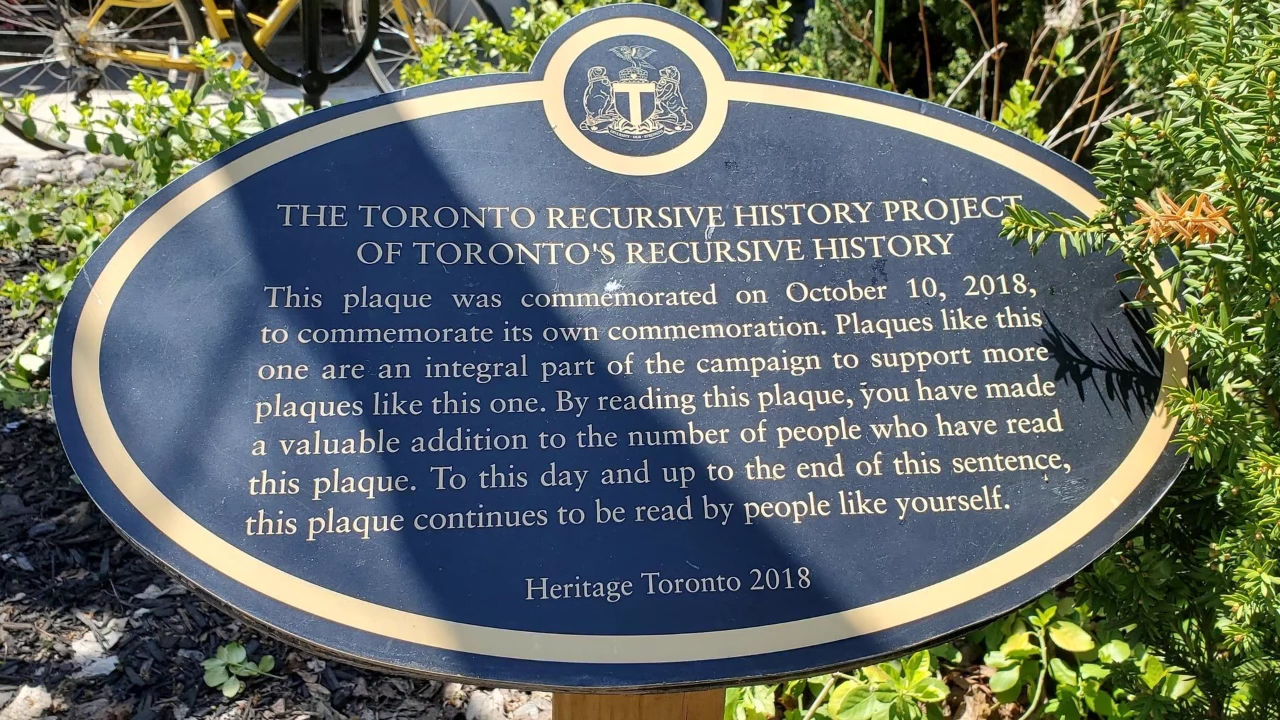 THE TORONTO RECURSIVE HISTORY PROJECT
OF TORONTO'S RECURSIVE HISTORY
This plaque was commemorated on October 10, 2018,
to commemorate its own commemoration. Plaques like this
one are an integral part of the campaign to support more
plaques like this one. By reading this plaque, you have made
a valuable addition to the number of people who have read
this plaque. To this day and up to the end of this sentence,
this plaque continues to be read by people like yourself.
Heritage Toronto 2018